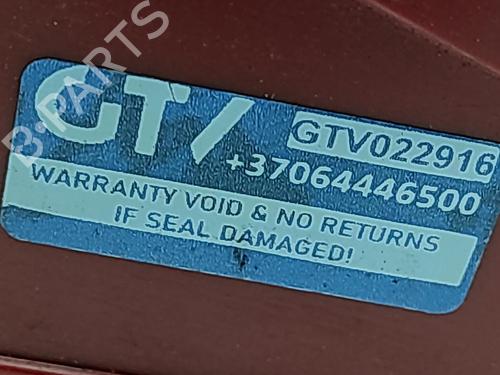 B-PARTS
GTV
GTV022916
+37064446500
WARRANTY VOID & NO RETURNS
IF SEAL DAMAGED!